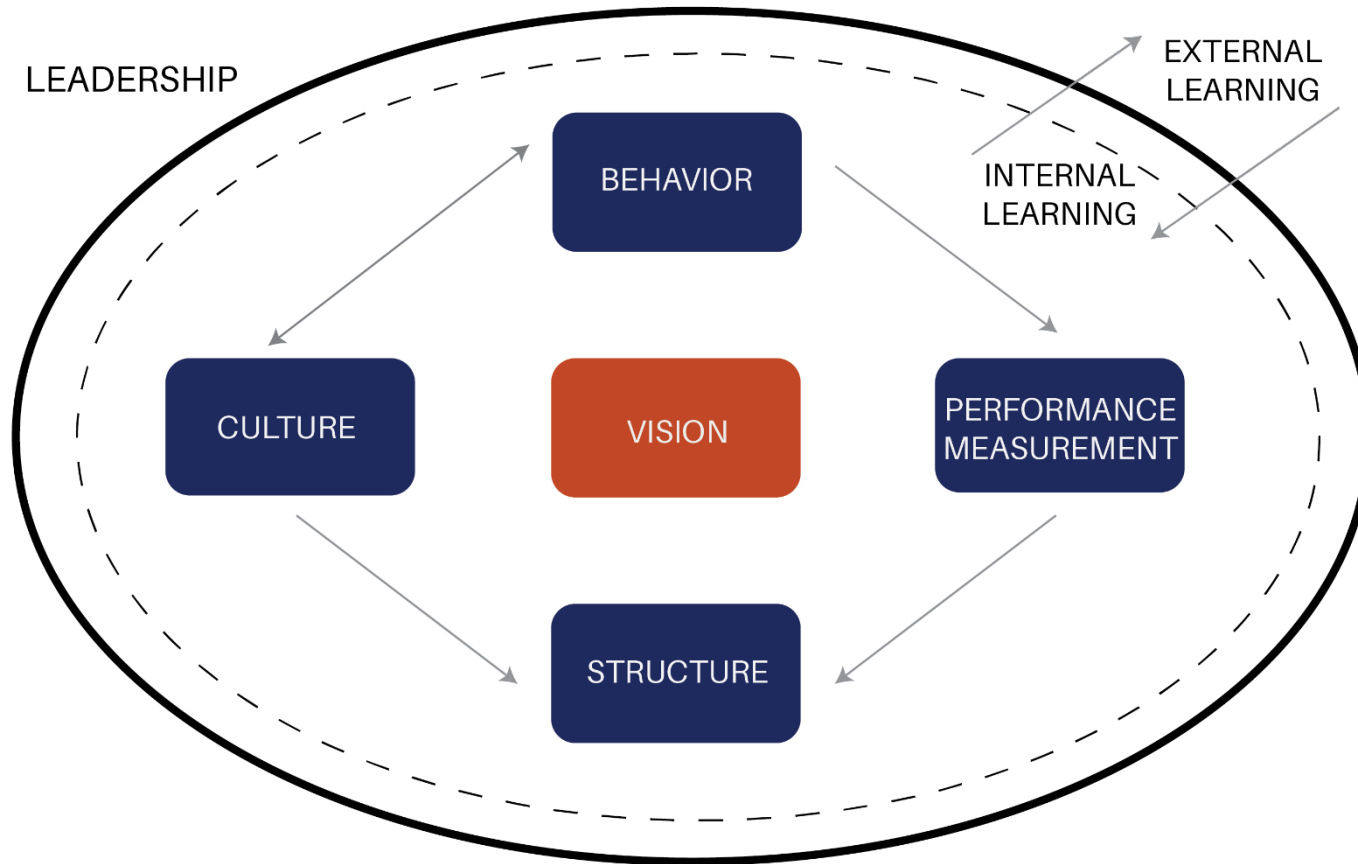 LEADERSHIP
EXTERNAL
LEARNING
BEHAVIOR
INTERNAL
LEARNING
CULTURE
VISION
PERFORMANCE
MEASUREMENT
STRUCTURE